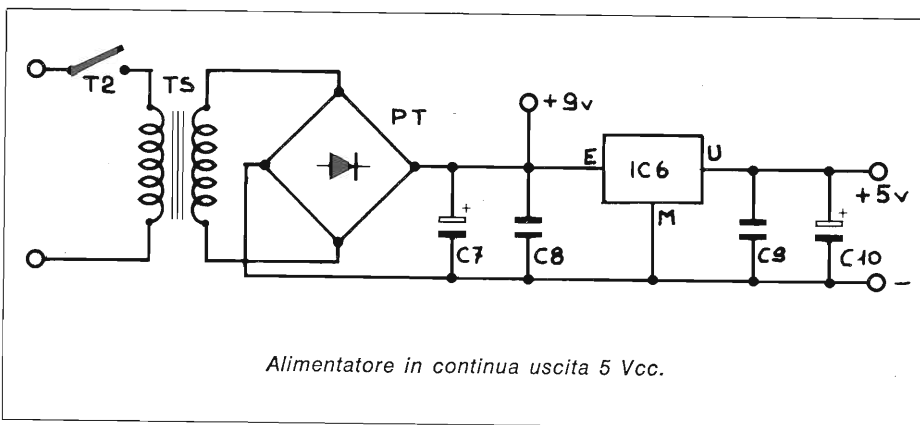 T2
TS
PT
+9v
E
IC6
U
M
+
C7
C8
C9
+
C10
+5v
-
Alimentatore in continua uscita 5 Vcc.